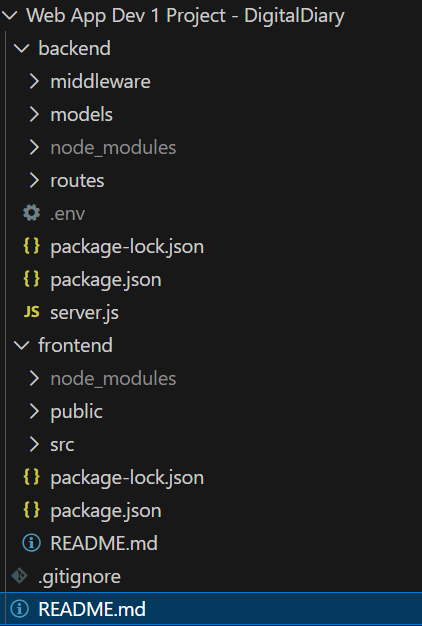 Web App Dev 1 Project - DigitalDiary
backend
middleware
models
node_modules
routes
.env
{} package-lock.json
{} package.json
JS server.js
frontend
node_modules
public
src
{} package-lock.json
{} package.json
README.md
.gitignore
README.md